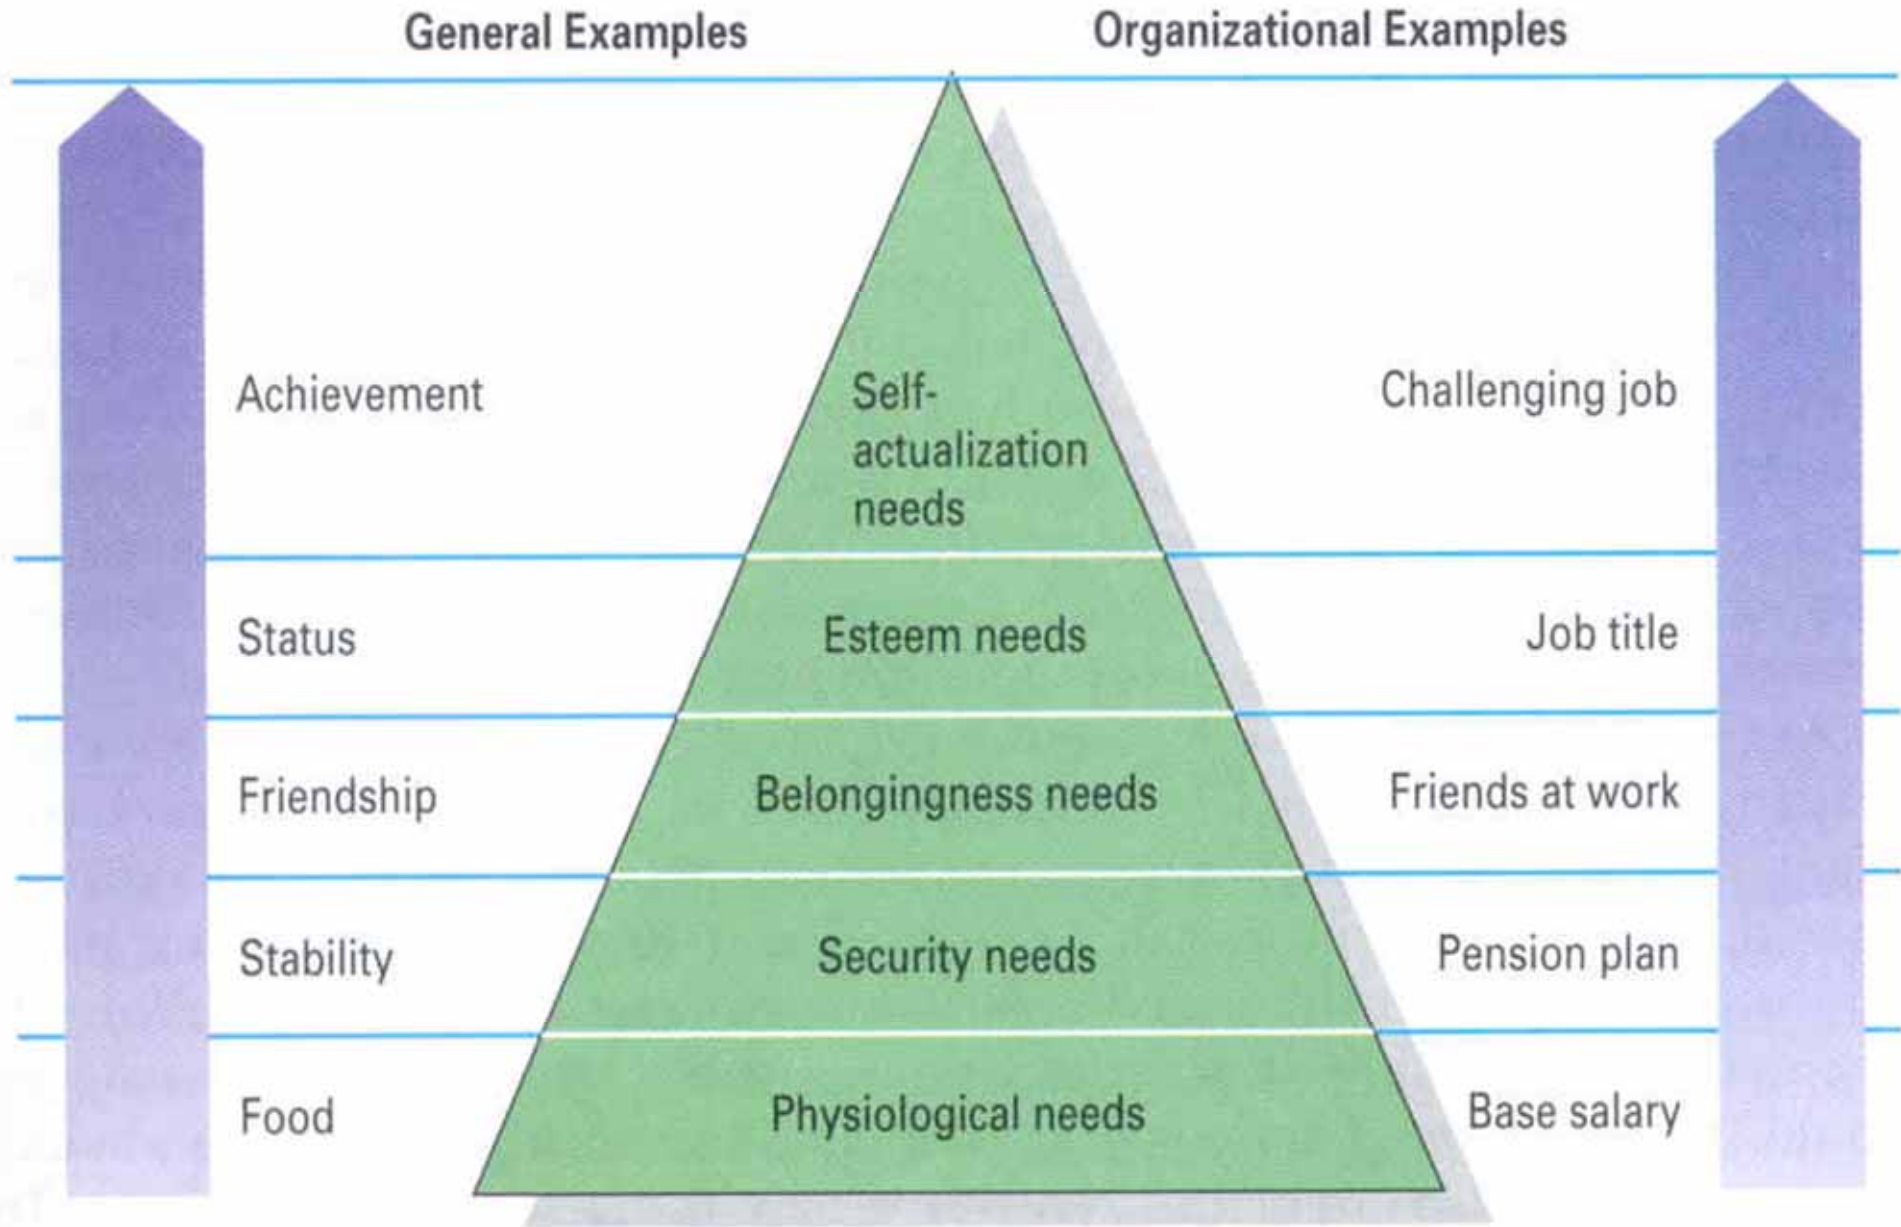 General Examples
Organizational Examples
Achievement
Self-
actualization
needs
Challenging job
Status
Esteem needs
Job title
Friendship
Belongingness needs
Friends at work
Stability
Security needs
Pension plan
Food
Physiological needs
Base salary